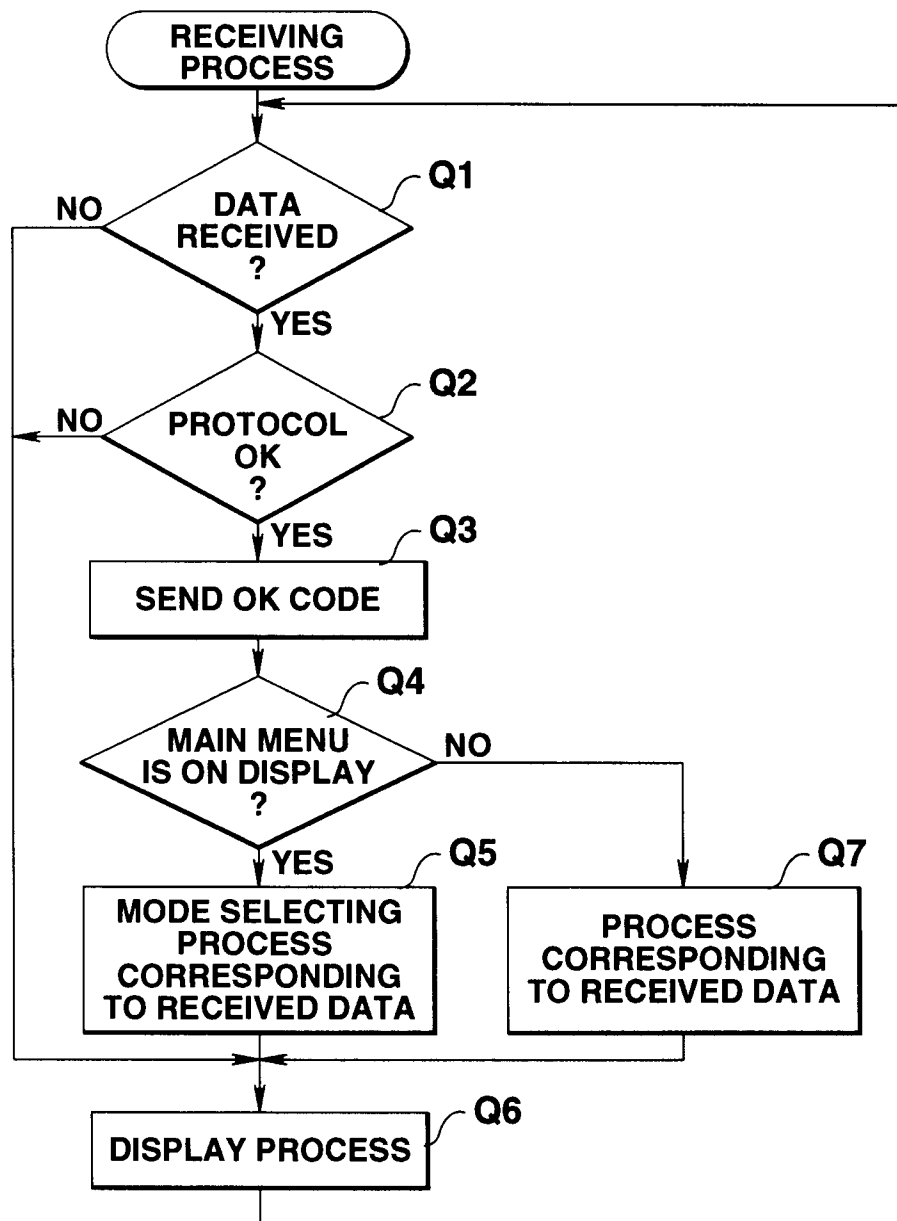 RECEIVING
PROCESS
Q1
NO
DATA
RECEIVED
?
YES
Q2
NO
PROTOCOL
OK
?
YES
Q3
SEND OK CODE
Q4
MAIN MENU
IS ON DISPLAY
?
NO
YES
Q5
MODE SELECTING
PROCESS
CORRESPONDING
TO RECEIVED DATA
Q7
PROCESS
CORRESPONDING
TO RECEIVED DATA
Q6
DISPLAY PROCESS